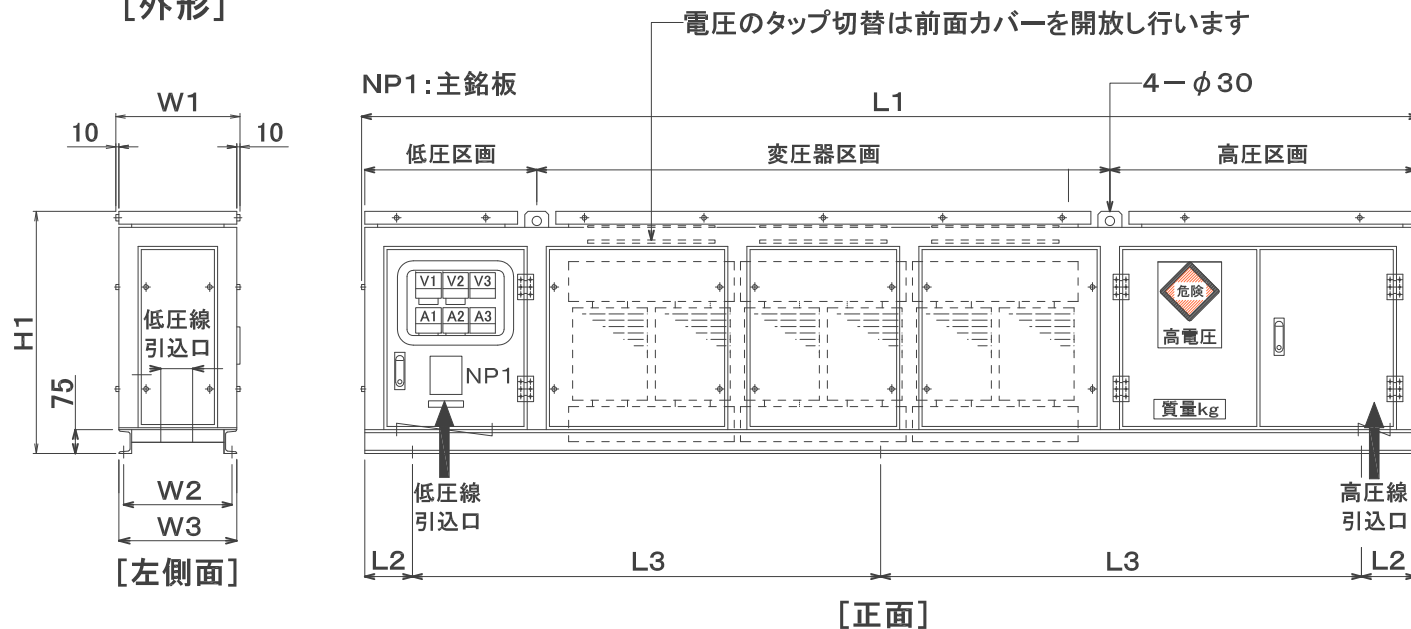 [外形]
電圧のタップ切替は前面カバーを開放し行います
NP1:主銘板
4-φ30
W1
L1
10
10
低圧区画
変圧器区画
高圧区画
V1 V2 V3
A1 A2 A3
危険
高電圧
低圧線
引込口
H1
NP1
75
質量kg
W2
低圧線
引込口
高圧線
引込口
W3
L2
L3
L3
L2
[左側面]
[正面]